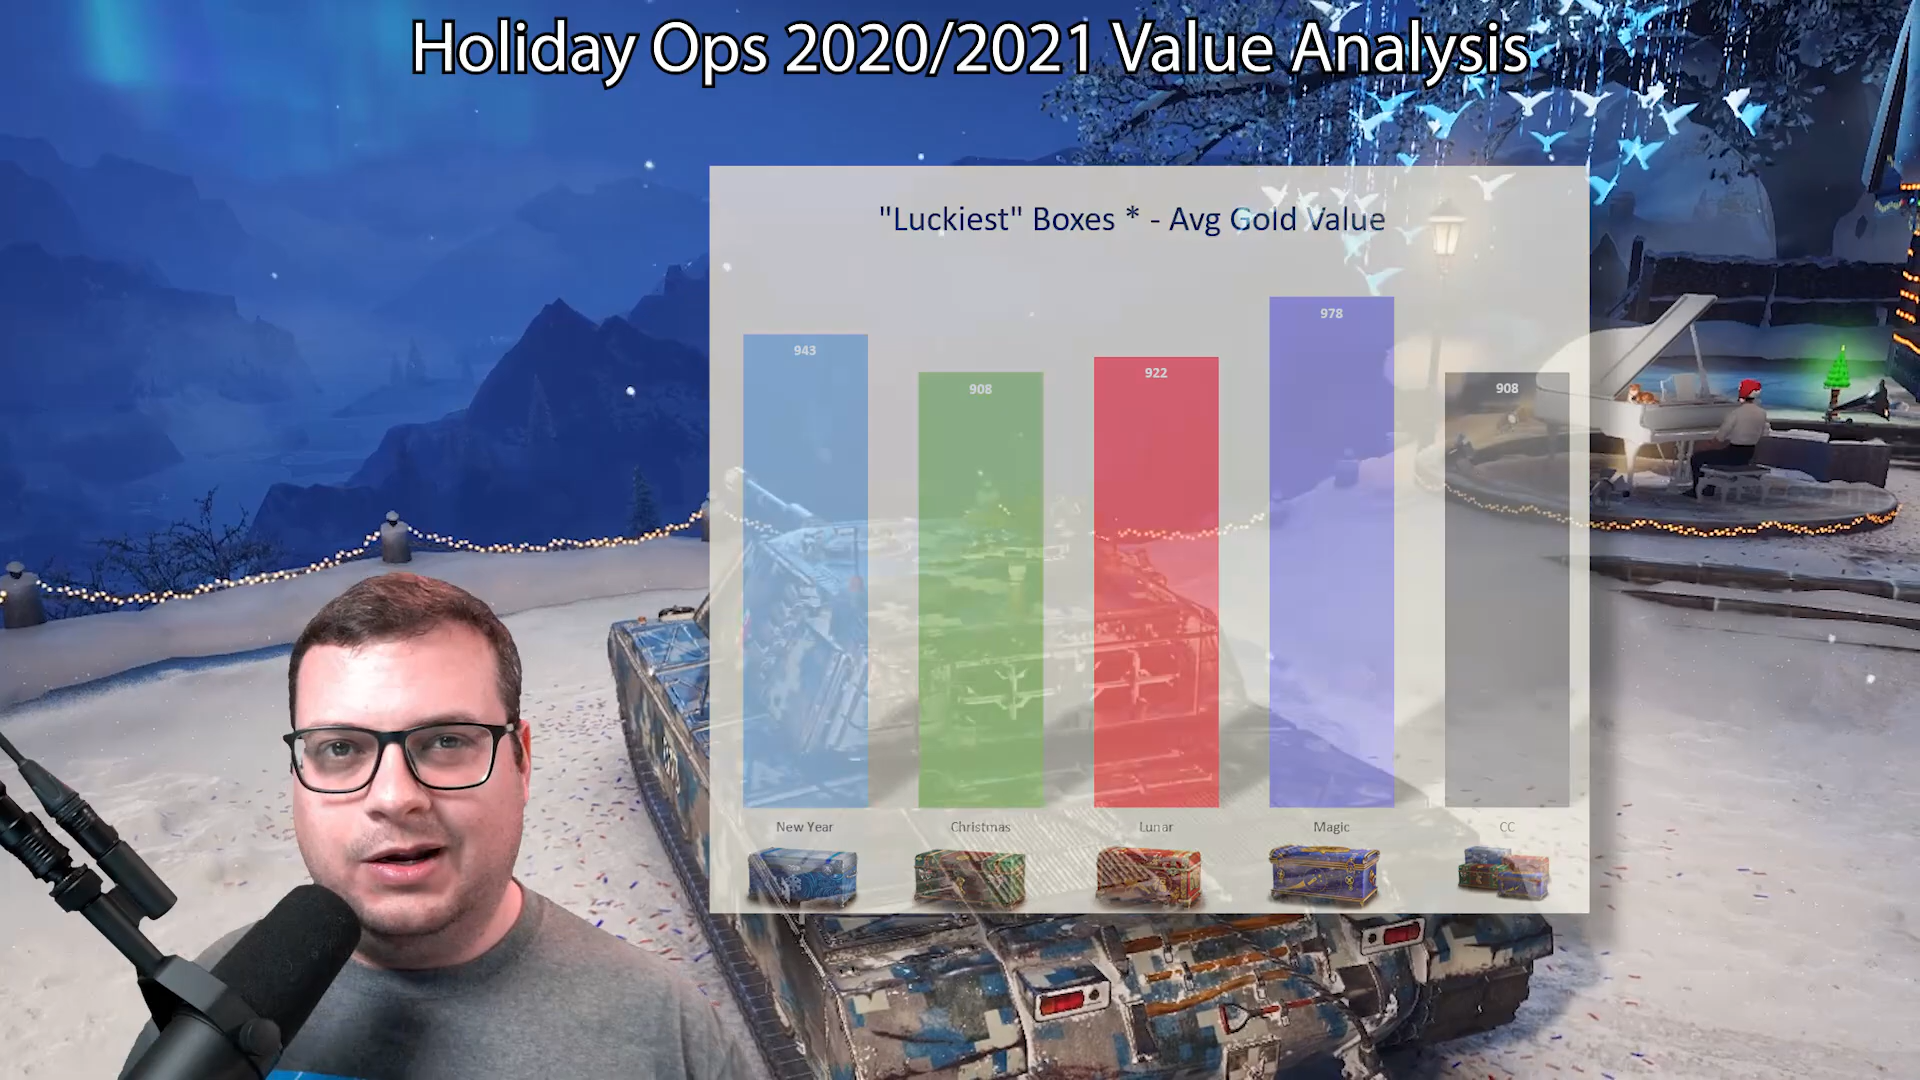 Holiday Ops 2020/2021 Value Analysis
"Luckiest" Boxes * - Avg Gold Value
943
908
922
978
908
New Year
Christmas
Lunar
Magic
CC